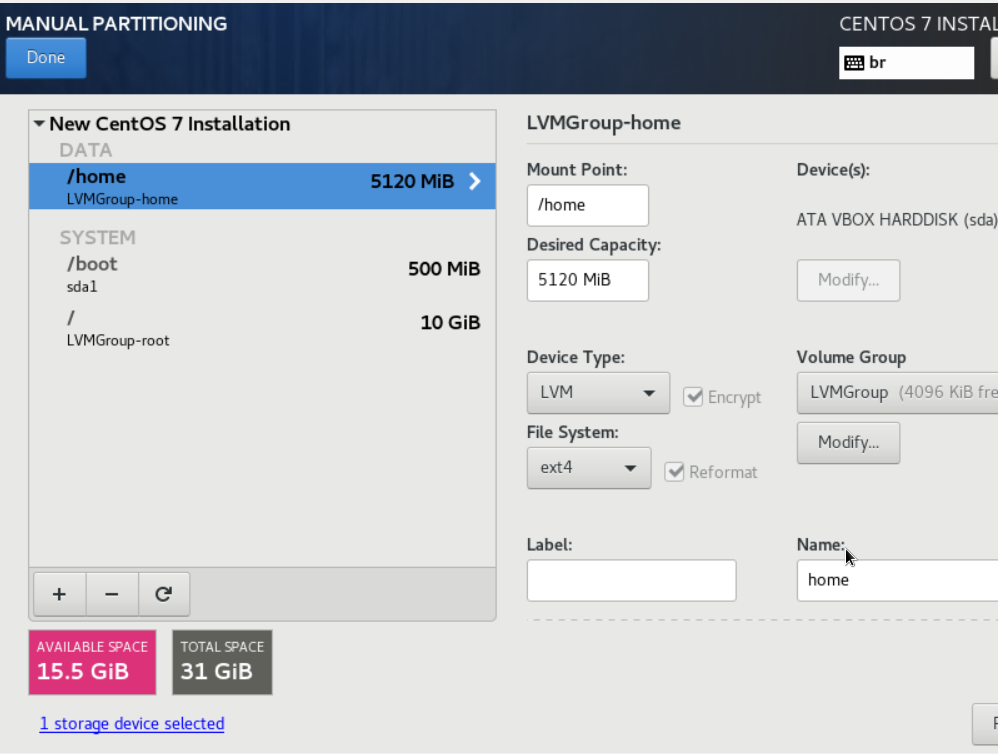 MANUAL PARTITIONING
CENTOS 7 INSTAL
Done
br
New CentOS 7 Installation
DATA
/home
5120 MiB
LVMGroup-home
SYSTEM
/boot
500 MiB
sda1
/
10 GiB
LVMGroup-root
+ −
AVAILABLE SPACE
15.5 GiB
TOTAL SPACE
31 GiB
1 storage device selected
LVMGroup-home
Mount Point:
/home
Desired Capacity:
5120 MiB
Device(s):
ATA VBOX HARDDISK (sda)
Modify...
Device Type:
LVM
Encrypt
File System:
ext4
Reformat
Volume Group
LVMGroup (4096 KiB fre
Modify...
Label:
Name:
home